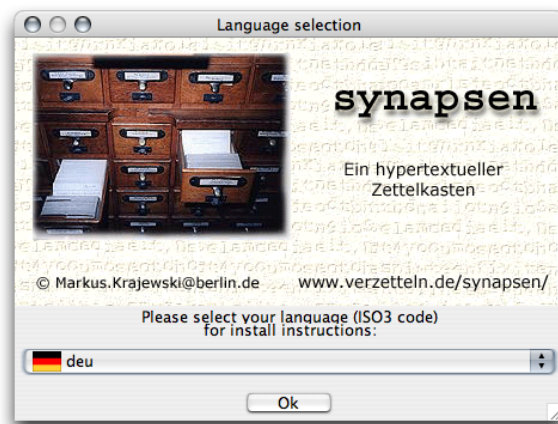 Language selection
synapsen
Ein hypertextueller
Zettelkasten
© Markus.Krajewski@berlin.de
www.verzetteln.de/synapsen/
Please select your language (ISO3 code)
for install instructions:
deu
Ok